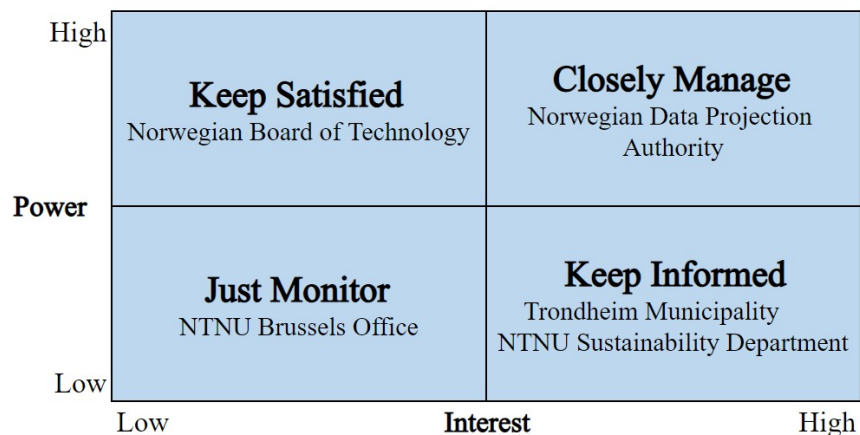 High
Keep Satisfied
Norwegian Board of Technology
Closely Manage
Norwegian Data Projection
Authority
Power
Just Monitor
NTNU Brussels Office
Keep Informed
Trondheim Municipality
NTNU Sustainability Department
Low
Low
Interest
High